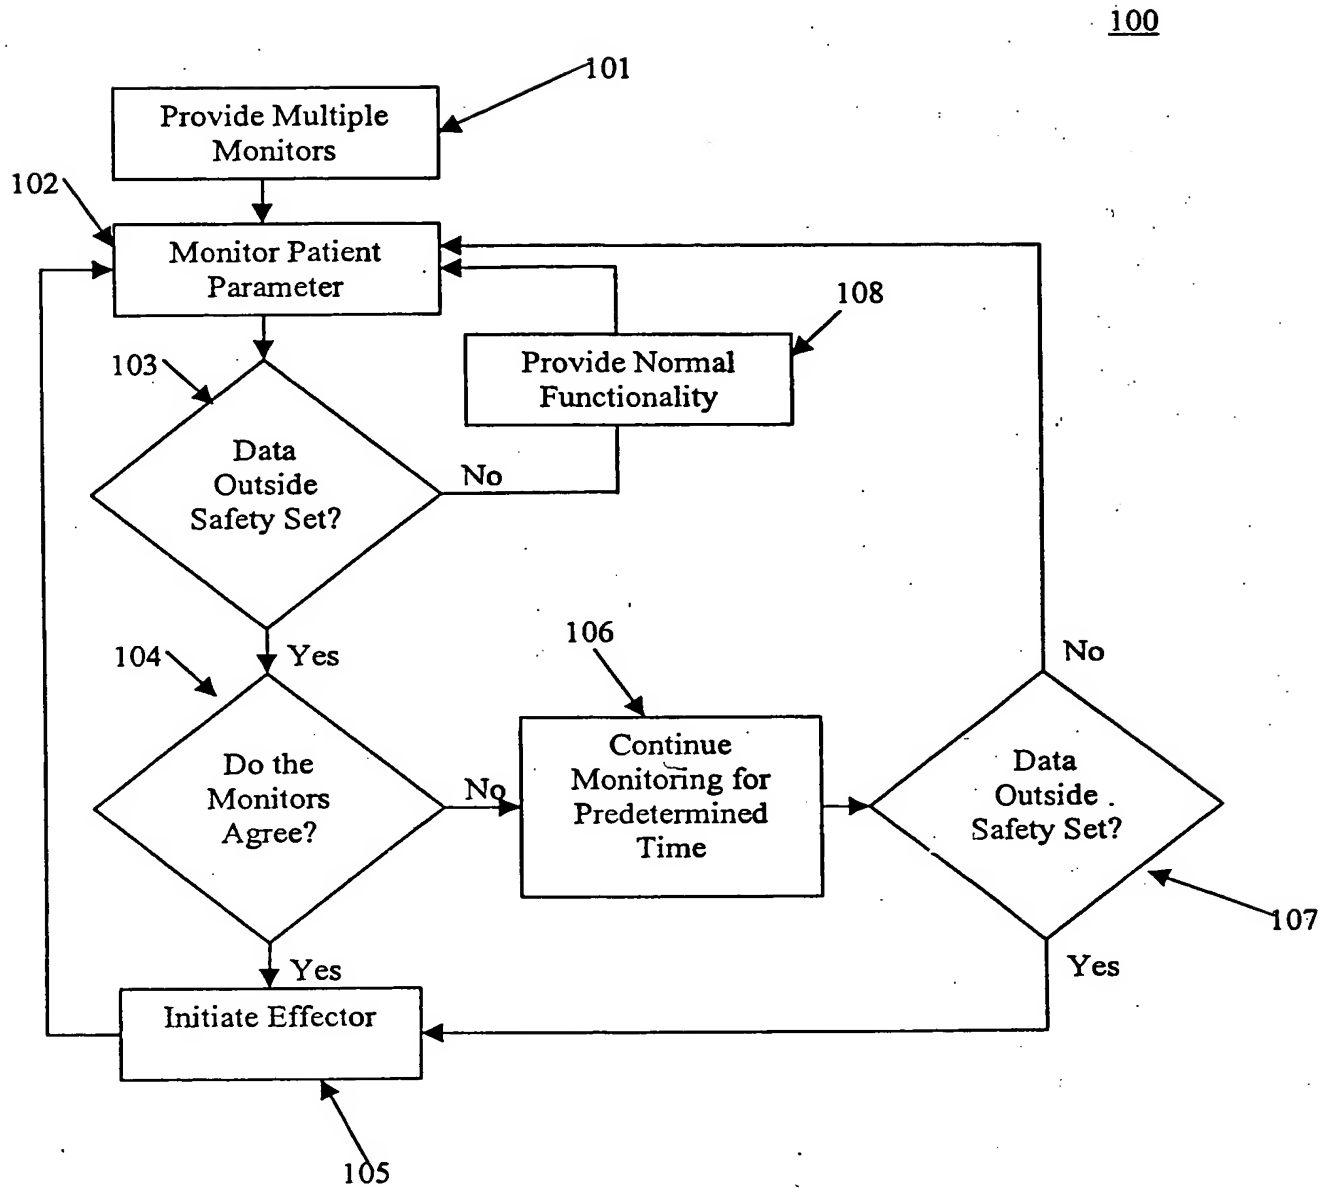 100
101
Provide Multiple
Monitors
102
Monitor Patient
Parameter
108
Provide Normal
Functionality
103
Data
Outside
Safety Set?
No
Yes
104
106
No
Do the
Monitors
Agree?
No
Continue
Monitoring for
Predetermined
Time
Data
Outside
Safety Set?
107
Yes
Yes
Initiate Effector
105